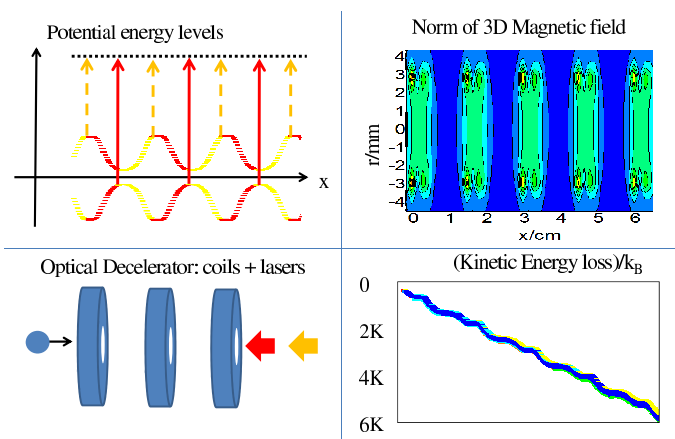 Potential energy levels
x
Norm of 3D Magnetic field
r/mm
4
3
2
1
0
-1
-2
-3
-4
0 1 2 3 4 5 6
x/cm
Optical Decelerator: coils + lasers
(Kinetic Energy loss)/kB
0
2K
4K
6K